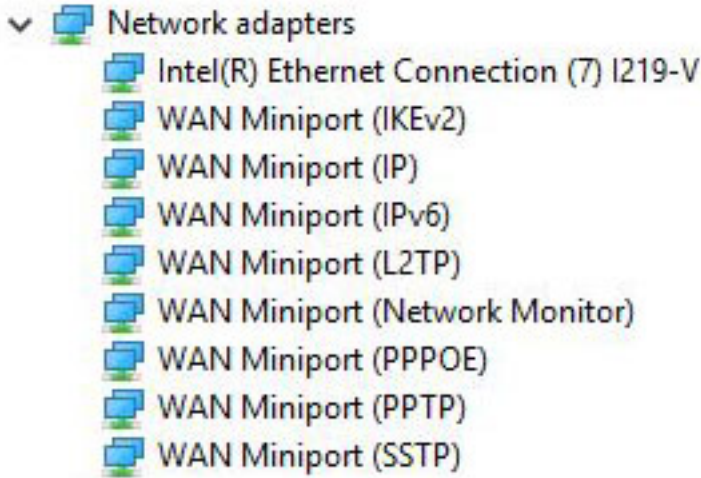 Network adapters
Intel(R) Ethernet Connection (7) I219-V
WAN Miniport (IKEv2)
WAN Miniport (IP)
WAN Miniport (IPv6)
WAN Miniport (L2TP)
WAN Miniport (Network Monitor)
WAN Miniport (PPPOE)
WAN Miniport (PPTP)
WAN Miniport (SSTP)